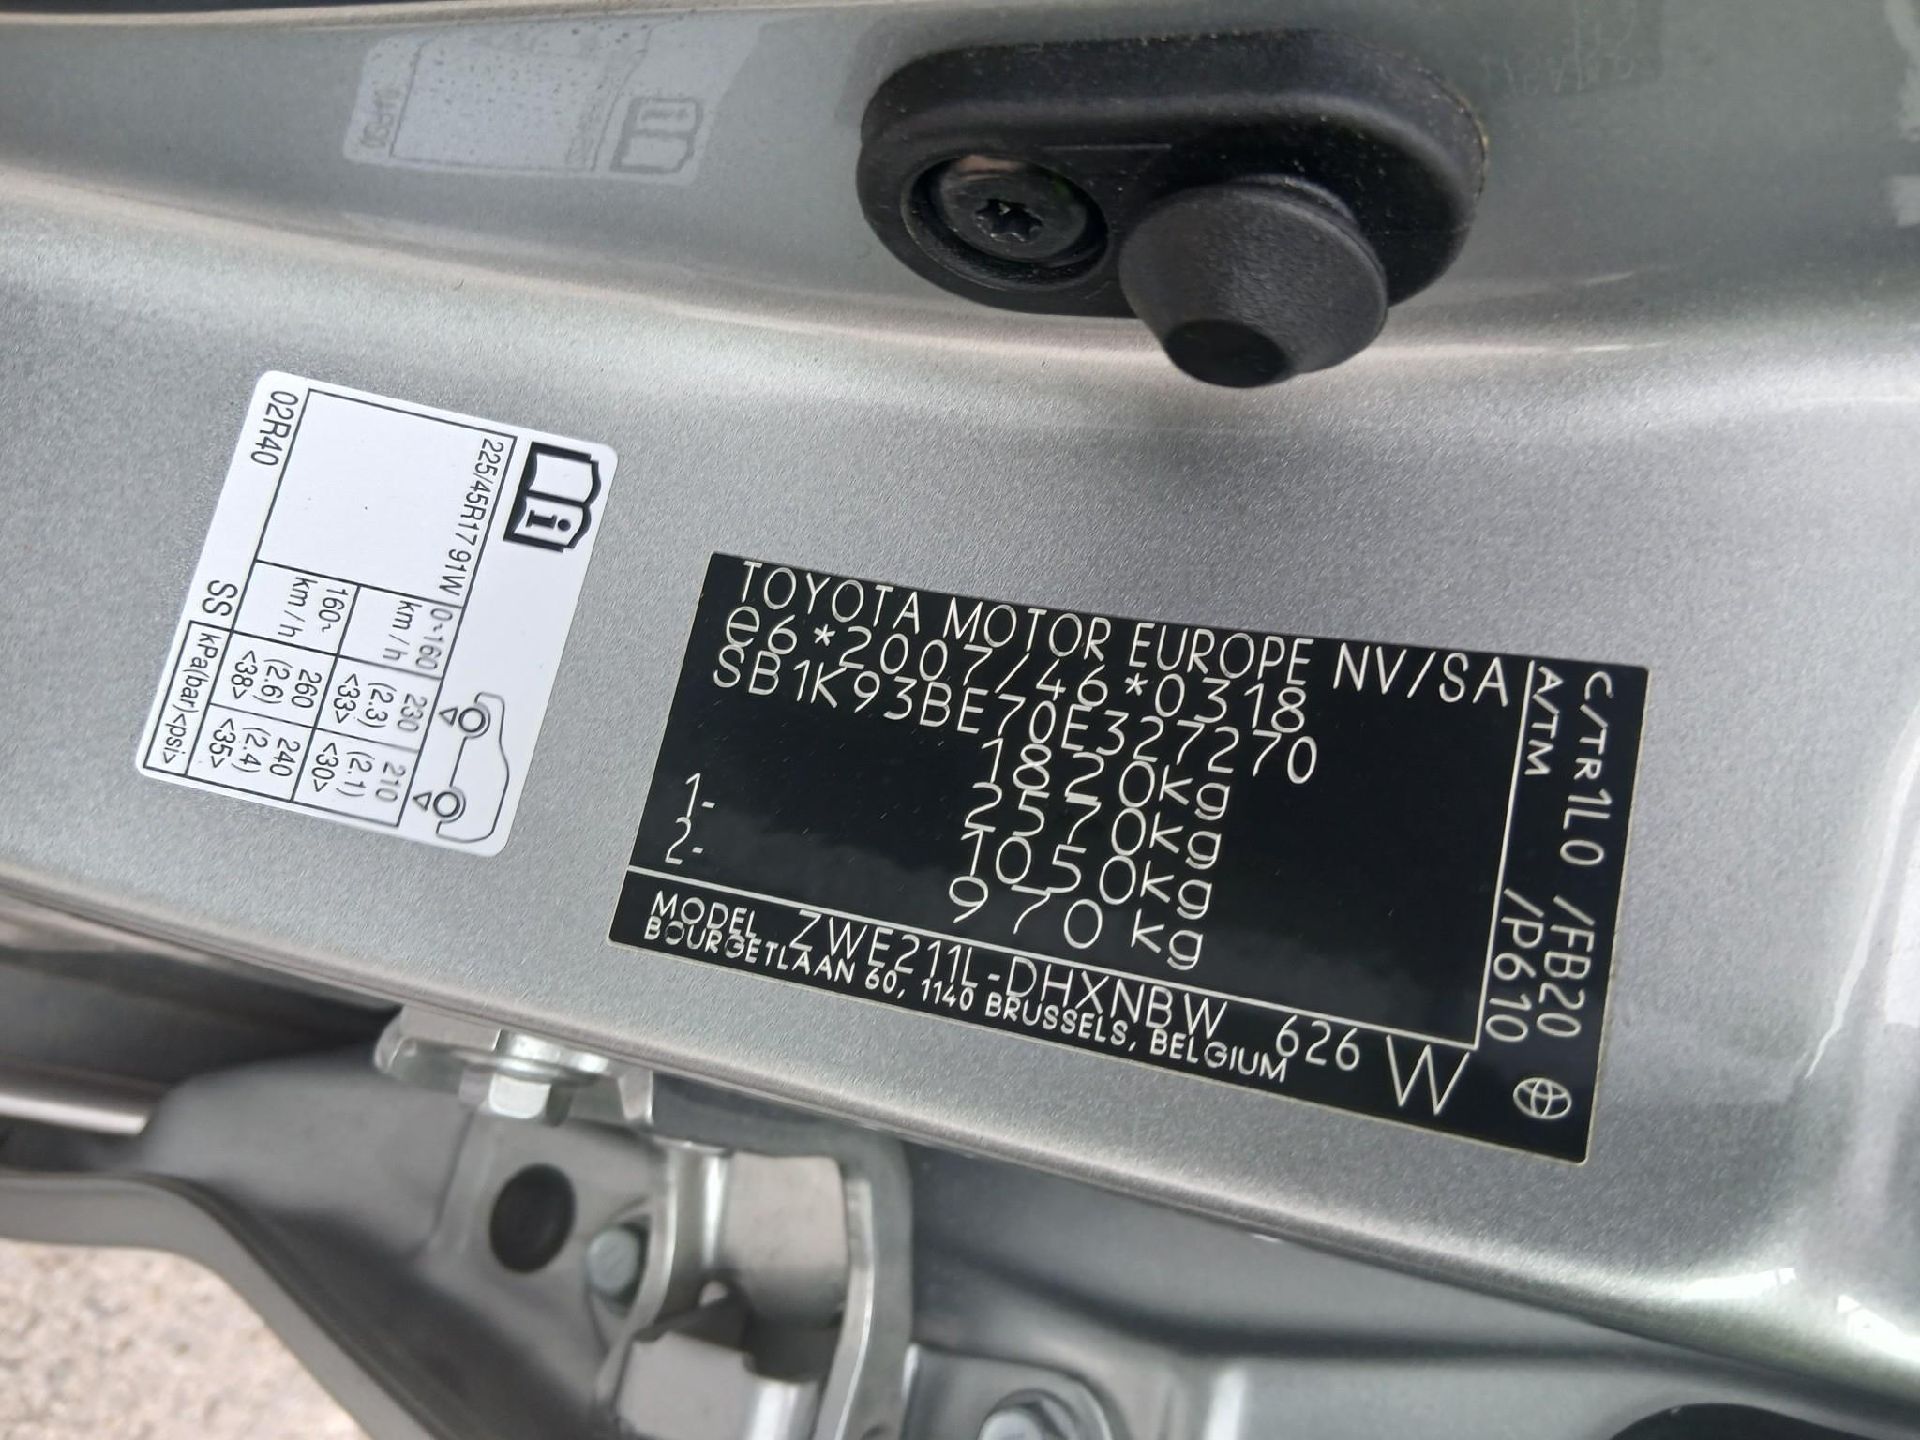 TOYOTA MOTOR EUROPE NV/SA
e6*2007/46*0318
SB1K93BE70E327270
1820kg
2570kg
1- 1050kg
2- 970kg
MODEL ZWE211L-DHXNBW 626 W
BOURGETLAAN 60, 1140 BRUSSELS, BELGIUM
C/TR1L0 /FB20
A/TM /P610
i
225/45R17 91W 0~160 km/h 230 (2.3) <33> 210 (2.1) <30>
160~ km/h 260 (2.6) <38> 240 (2.4) <35>
kPa(bar)<psi>
02R40 SS